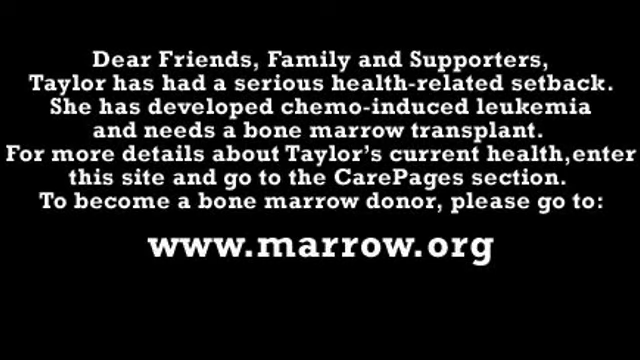 Dear Friends, Family and Supporters,
Taylor has had a serious health-related setback.
She has developed chemo-induced leukemia
and needs a bone marrow transplant.
For more details about Taylor's current health,enter
this site and go to the CarePages section.
To become a bone marrow donor, please go to:
www.marrow.org